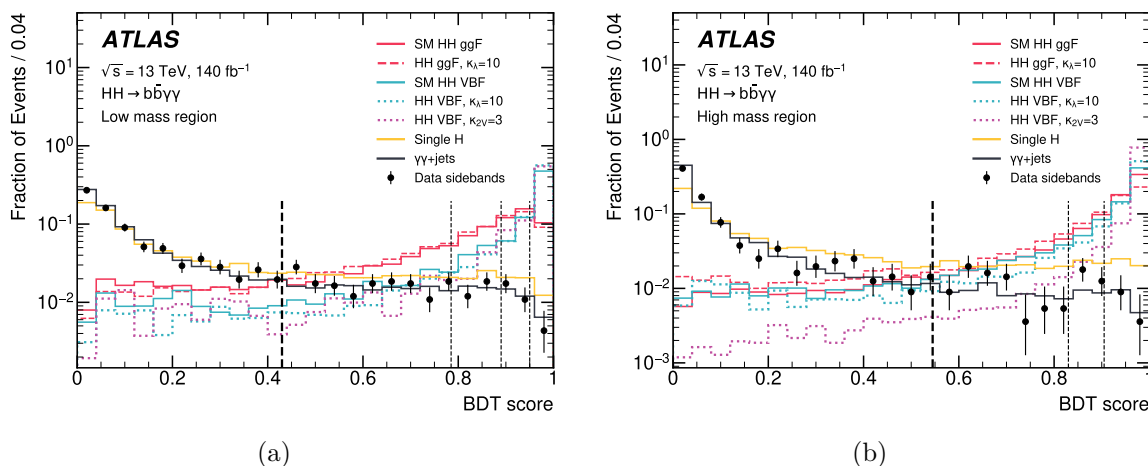 Fraction of Events / 0.04
10¹
10⁰
10⁻¹
10⁻²
ATLAS
√s = 13 TeV, 140 fb⁻¹
HH → bb̄γγ
Low mass region
SM HH ggF
HH ggF, κλ=10
SM HH VBF
HH VBF, κλ=10
HH VBF, κ2V=3
Single H
γγ+jets
Data sidebands
0 0.2 0.4 0.6 0.8 1
BDT score
(a)
Fraction of Events / 0.04
10¹
10⁰
10⁻¹
10⁻²
10⁻³
ATLAS
√s = 13 TeV, 140 fb⁻¹
HH → bb̄γγ
High mass region
SM HH ggF
HH ggF, κλ=10
SM HH VBF
HH VBF, κλ=10
HH VBF, κ2V=3
Single H
γγ+jets
Data sidebands
0 0.2 0.4 0.6 0.8 1
BDT score
(b)